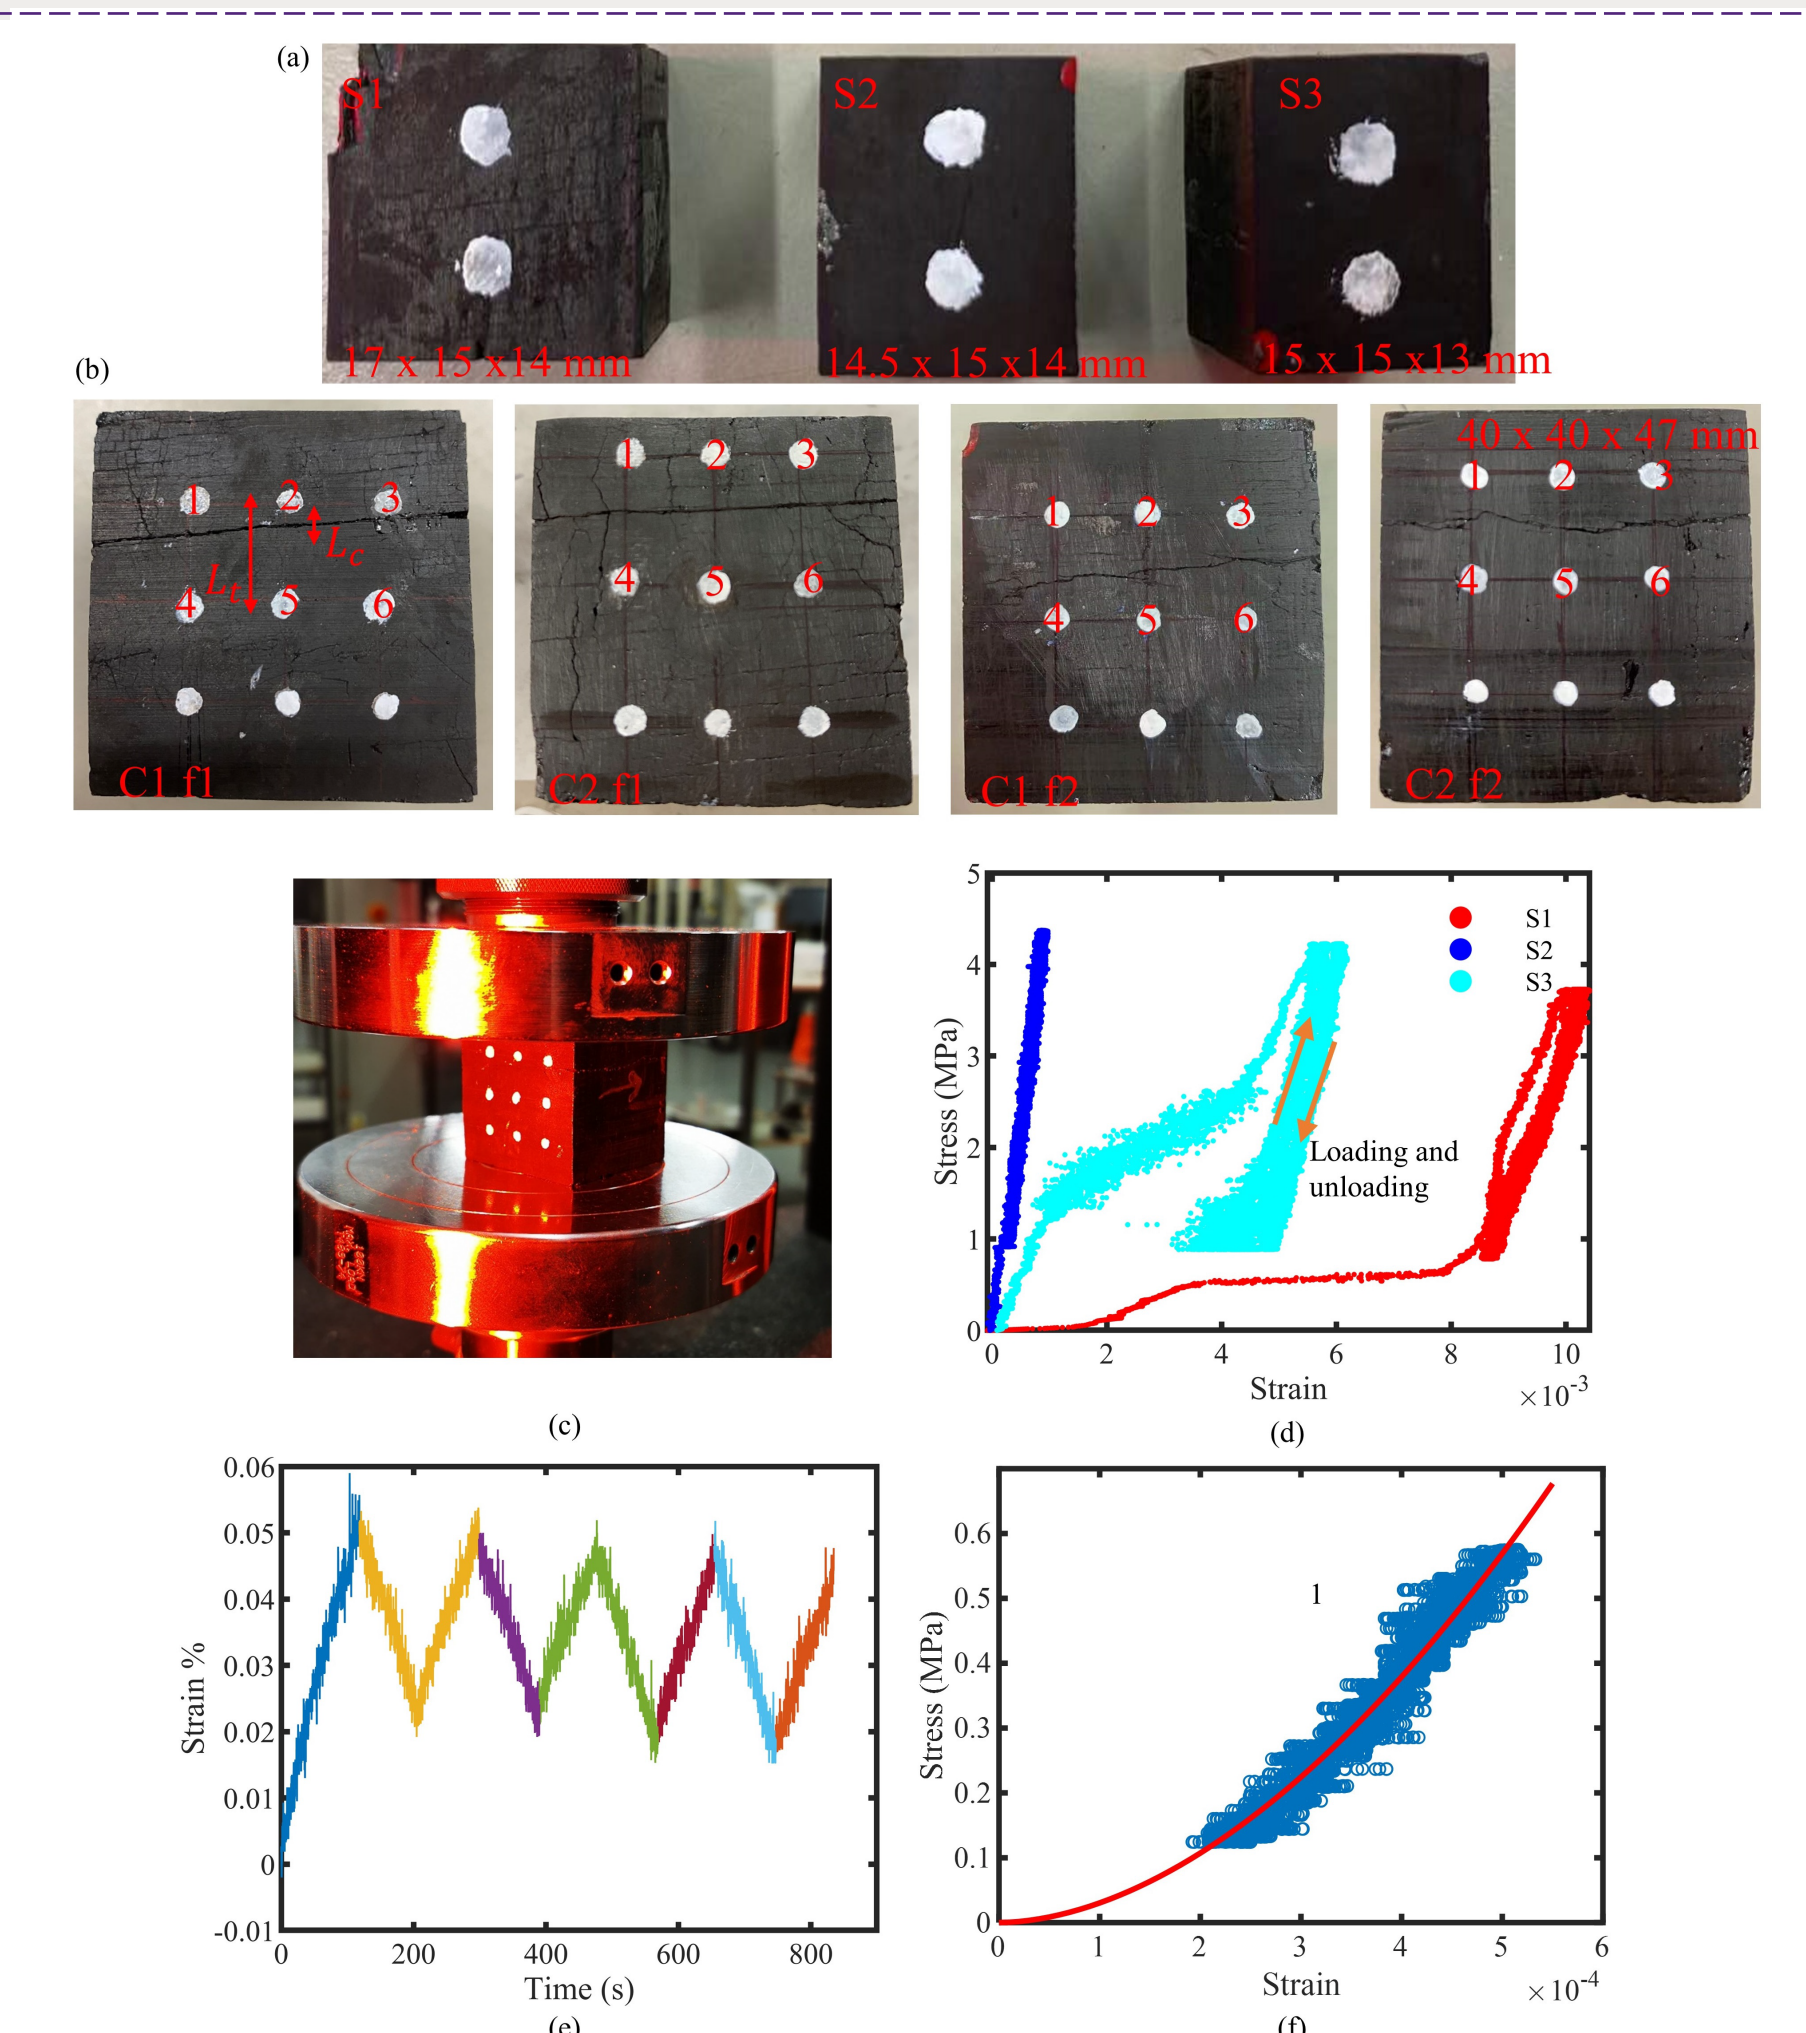 (a)
S1
S2
S3
17 x 15 x14 mm
14.5 x 15 x14 mm
15 x 15 x13 mm
(b)
1 2 3
4 5 6
Lt
Lc
C1 f1
1 2 3
4 5 6
C2 f1
1 2 3
4 5 6
C1 f2
40 x 40 x 47 mm
1 2 3
4 5 6
C2 f2
(c)
5
4
3
2
1
0
Stress (MPa)
S1
S2
S3
Loading and
unloading
0 2 4 6 8 10
Strain
×10-3
(d)
0.06
0.05
0.04
0.03
0.02
0.01
0
-0.01
Strain %
0 200 400 600 800
Time (s)
(e)
0.6
0.5
0.4
0.3
0.2
0.1
0
Stress (MPa)
1
0 1 2 3 4 5 6
Strain
×10-4
(f)